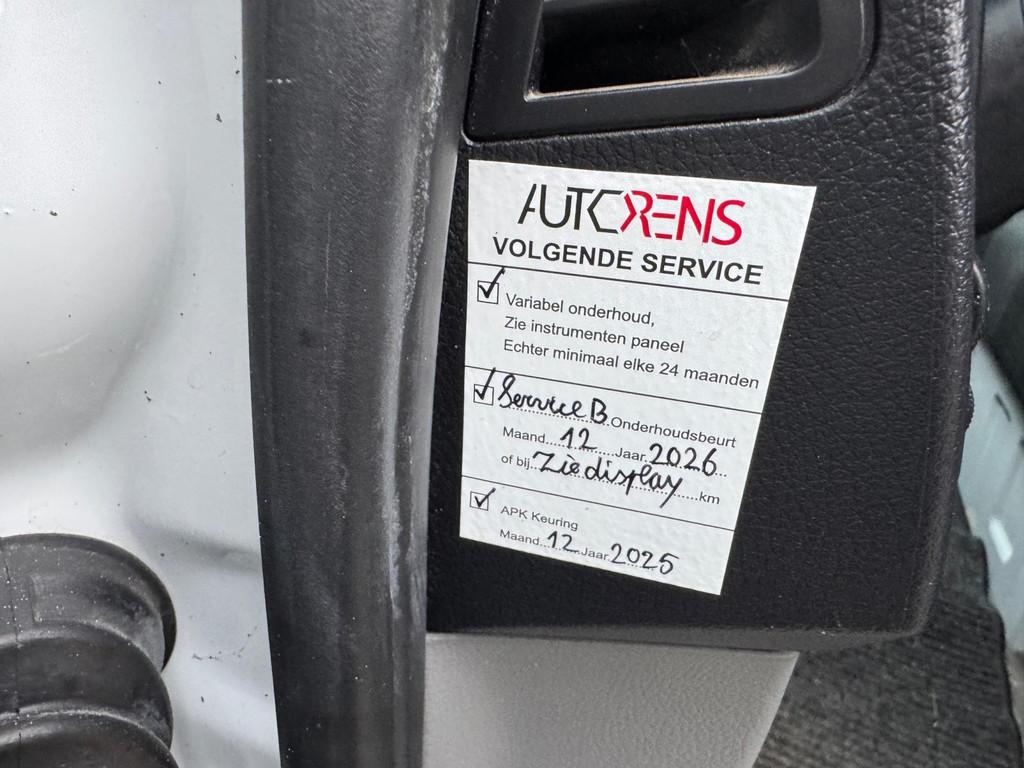 AUTORENS
VOLGENDE SERVICE
Variabel onderhoud,
Zie instrumenten paneel
Echter minimaal elke 24 maanden
Service B Onderhoudsbeurt
Maand 12 Jaar 2026
of bij Zie display km
APK Keuring
Maand 12 Jaar 2025